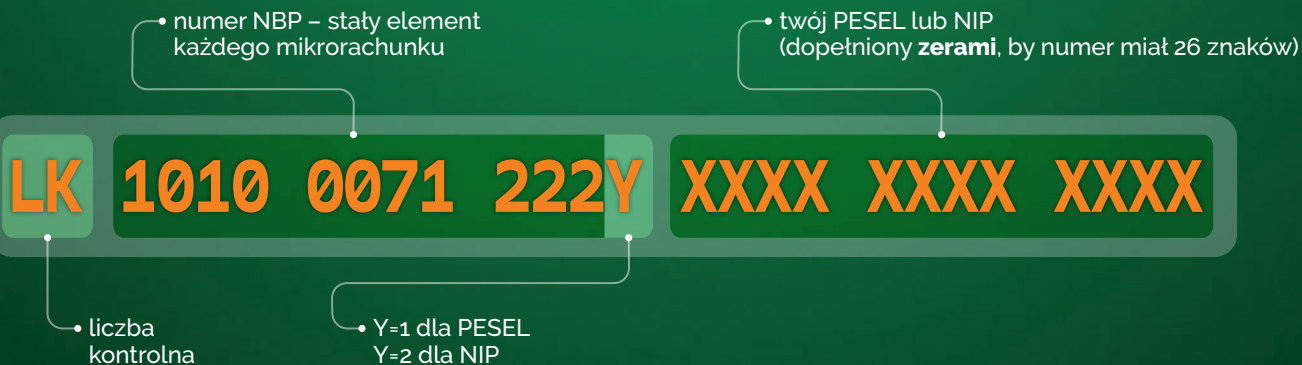 numer NBP – stały element
każdego mikrorachunku
twój PESEL lub NIP
(dopełniony zerami, by numer miał 26 znaków)
LK 1010 0071 222Y XXXX XXXX XXXX
liczba
kontrolna
Y=1 dla PESEL
Y=2 dla NIP